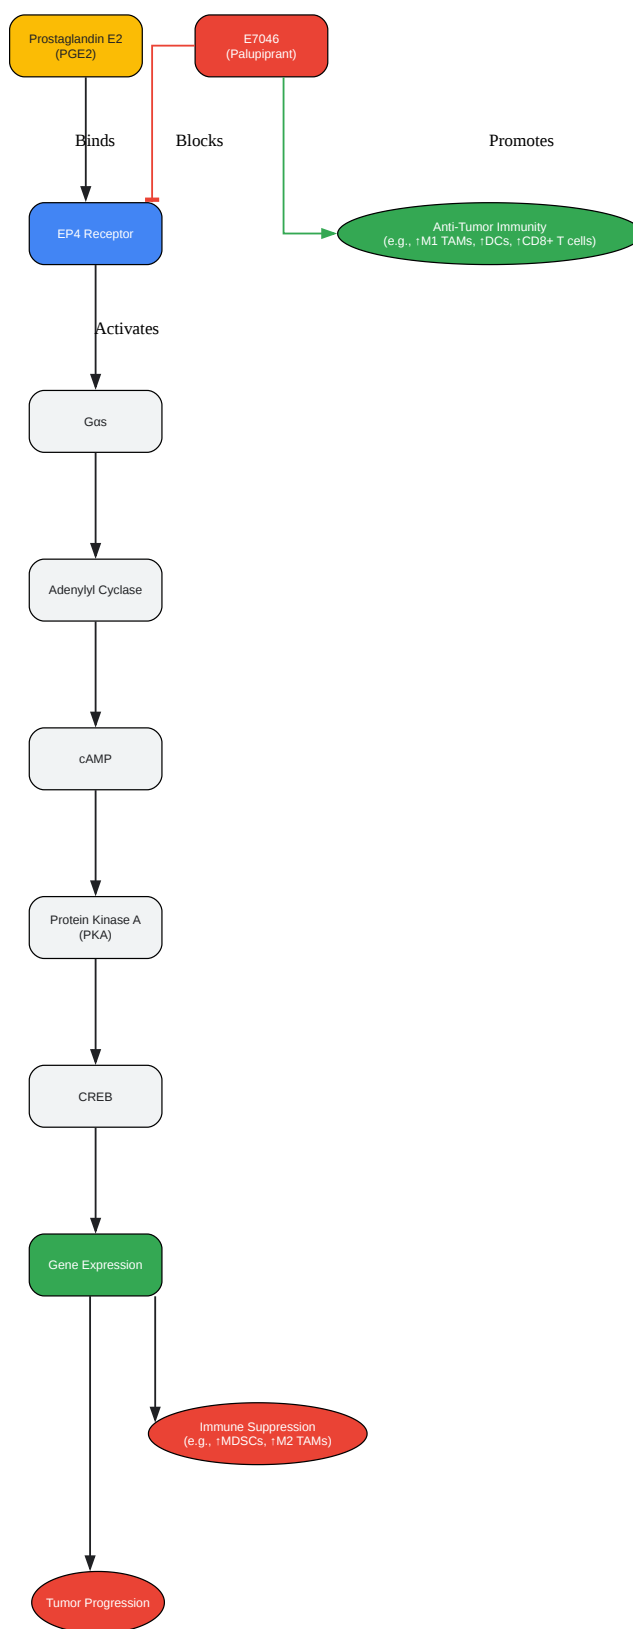 Prostaglandin E2
(PGE2)
E7046
(Palupiprant)
Binds
Blocks
Promotes
EP4 Receptor
Anti-Tumor Immunity
(e.g., ↑M1 TAMs, ↑DCs, ↑CD8+ T cells)
Activates
Gαs
Adenylyl Cyclase
cAMP
Protein Kinase A
(PKA)
CREB
Gene Expression
Immune Suppression
(e.g., ↑MDSCs, ↑M2 TAMs)
Tumor Progression